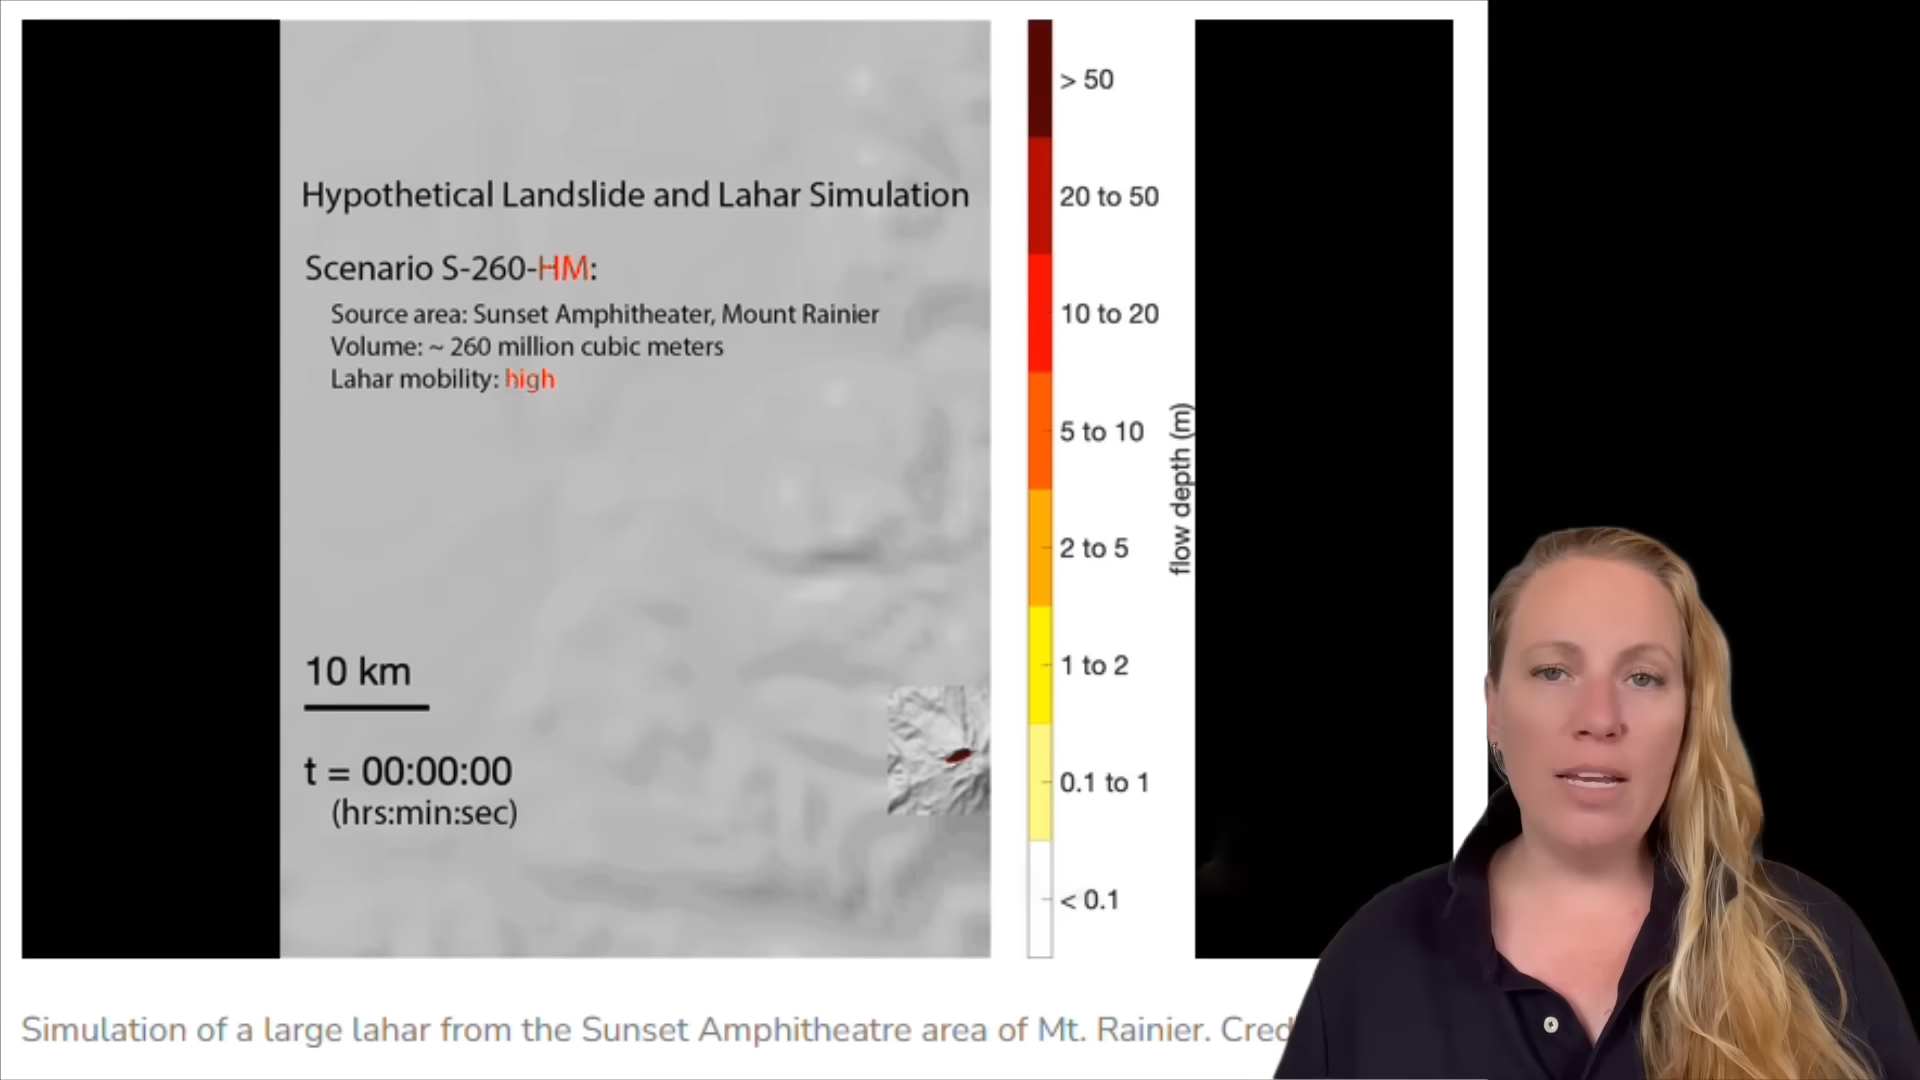 Hypothetical Landslide and Lahar Simulation
Scenario S-260-HM:
Source area: Sunset Amphitheater, Mount Rainier
Volume: ~ 260 million cubic meters
Lahar mobility: high
10 km
t = 00:00:00
(hrs:min:sec)
> 50
20 to 50
10 to 20
5 to 10
2 to 5
1 to 2
0.1 to 1
< 0.1
flow depth (m)
Simulation of a large lahar from the Sunset Amphitheatre area of Mt. Rainier. Cred